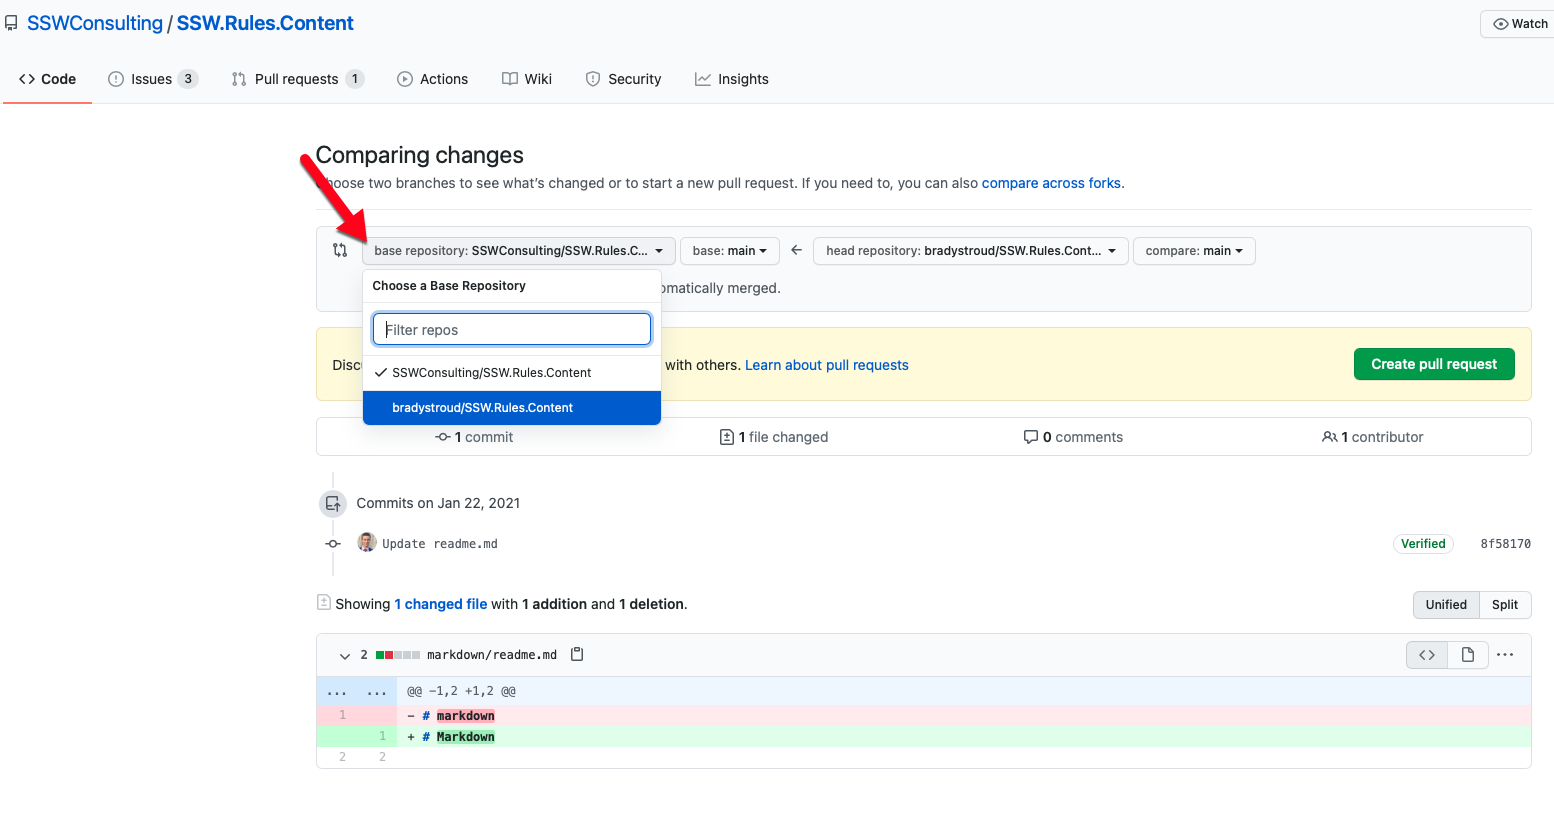 SSWConsulting / SSW.Rules.Content
Watch
Code
Issues 3
Pull requests 1
Actions
Wiki
Security
Insights
Comparing changes
hoose two branches to see what's changed or to start a new pull request. If you need to, you can also compare across forks.
base repository: SSWConsulting/SSW.Rules.C...
base: main
head repository: bradystroud/SSW.Rules.Cont...
compare: main
Choose a Base Repository
omatically merged.
Filter repos
Discu
with others. Learn about pull requests
Create pull request
SSWConsulting/SSW.Rules.Content
bradystroud/SSW.Rules.Content
1 commit
1 file changed
0 comments
1 contributor
Commits on Jan 22, 2021
Update readme.md
Verified
8f58170
Showing 1 changed file with 1 addition and 1 deletion.
Unified
Split
2
markdown/readme.md
...
... ... @@ -1,2 +1,2 @@
1 - # markdown
1 + # Markdown
2 2